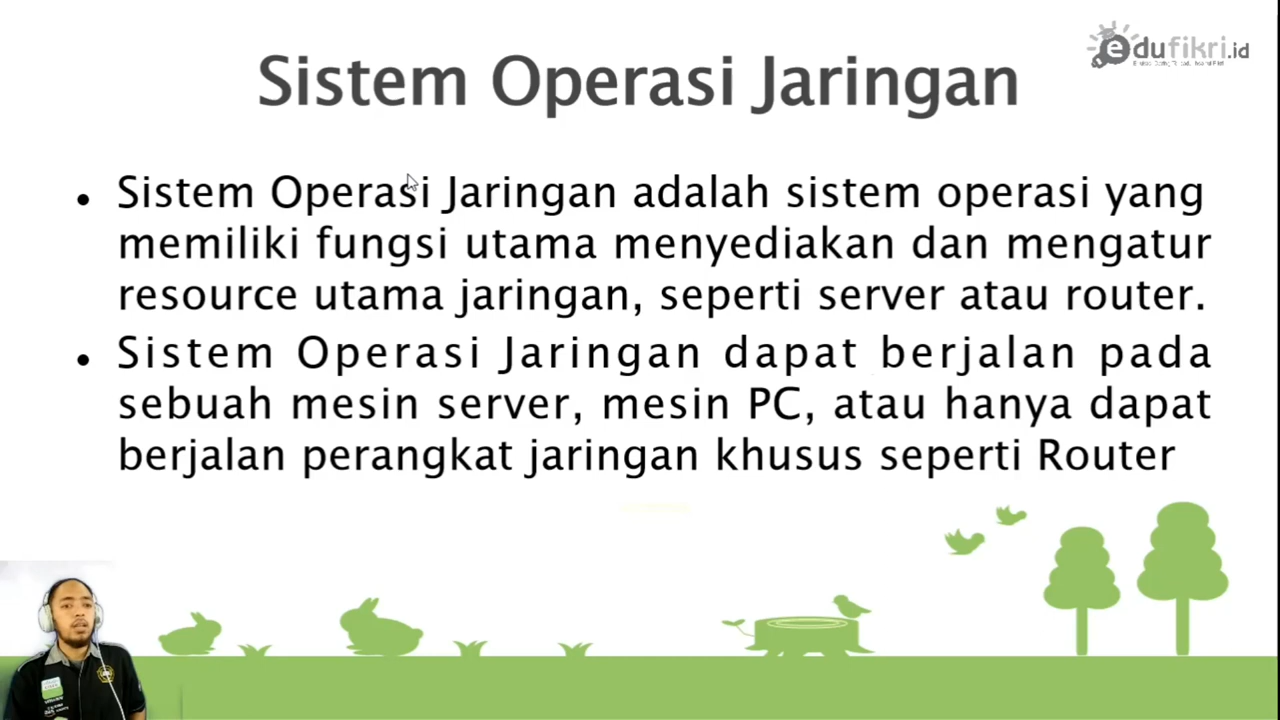 edufikri.id
Sistem Operasi Jaringan
• Sistem Operasi Jaringan adalah sistem operasi yang
memiliki fungsi utama menyediakan dan mengatur
resource utama jaringan, seperti server atau router.
• Sistem Operasi Jaringan dapat berjalan pada
sebuah mesin server, mesin PC, atau hanya dapat
berjalan perangkat jaringan khusus seperti Router